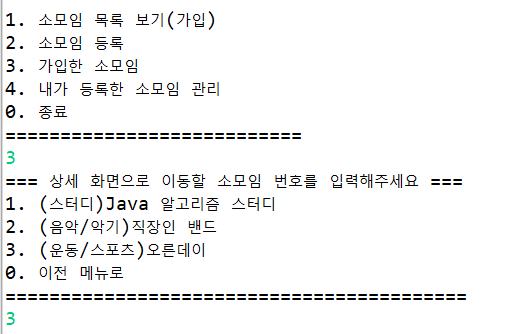 1. 소모임 목록 보기(가입)
2. 소모임 등록
3. 가입한 소모임
4. 내가 등록한 소모임 관리
0. 종료
===========================
3
=== 상세 화면으로 이동할 소모임 번호를 입력해주세요 ===
1. (스터디)Java 알고리즘 스터디
2. (음악/악기)직장인 밴드
3. (운동/스포츠)오른데이
0. 이전 메뉴로
==========================================
3